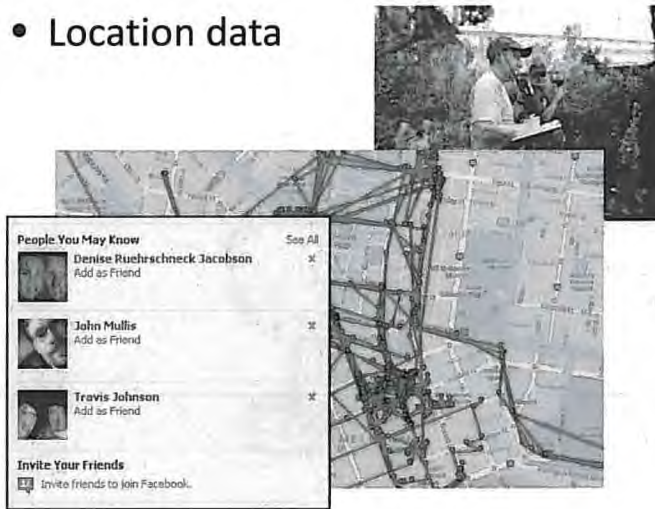 • Location data
People You May Know See All
Denise Ruehrschneck Jacobson x
Add as Friend
John Mullis x
Add as Friend
Travis Johnson x
Add as Friend
Invite Your Friends
Invite friends to join Facebook.